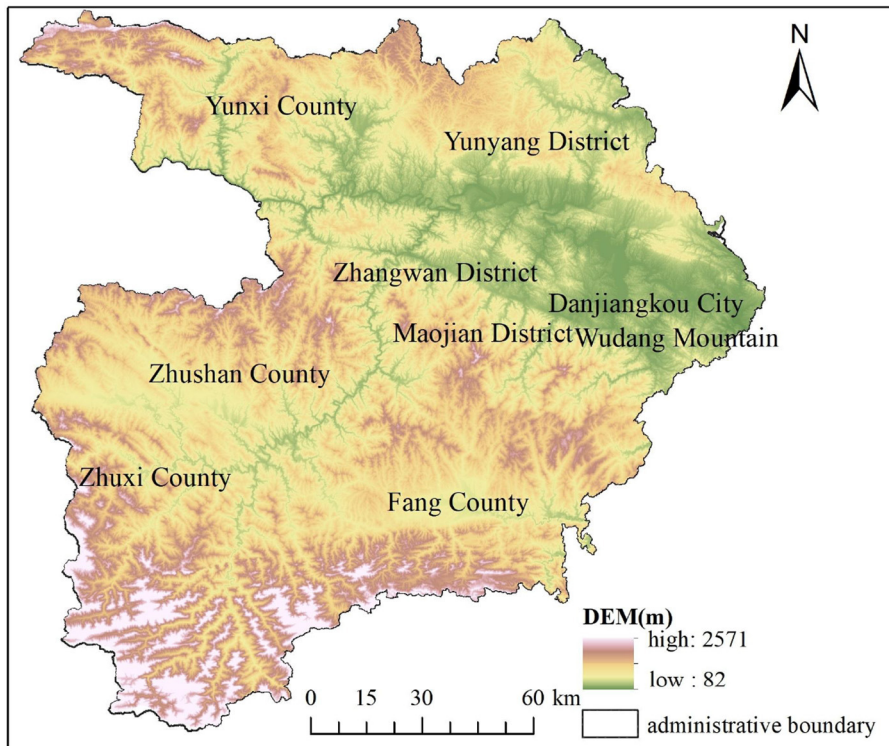 N
Yunxi County
Yunyang District
Zhangwan District
Danjiangkou City
Maojian District
Wudang Mountain
Zhushan County
Zhuxi County
Fang County
DEM(m)
high: 2571
low : 82
0 15 30 60 km
administrative boundary